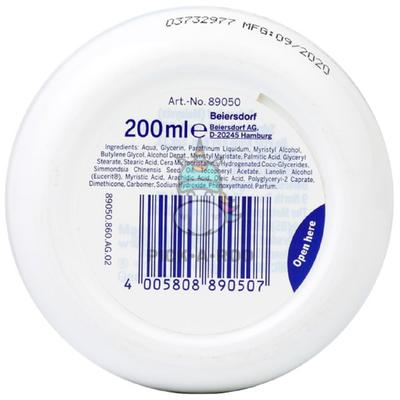 03732977 MFG:09/2020
Art.-No. 89050
200ml e
Beiersdorf
Beiersdorf AG,
D-20245 Hamburg
Ingredients: Aqua, Glycerin, Paraffinum Liquidum, Myristyl Alcohol,
Butylene Glycol, Alcohol Denat., Myristyl Myristate, Palmitic Acid, Glyceryl
Stearate, Stearic Acid, Cera Microcristallina, Hydrogenated Coco-Glycerides,
Simmondsia Chinensis Seed Oil, Tocopheryl Acetate, Lanolin Alcohol
(Eucerit®), Myristic Acid, Arachidic Acid, Oleic Acid, Polyglyceryl-2 Caprate,
Dimethicone, Carbomer, Sodium Hydroxide, Phenoxyethanol, Parfum.
89050.860.AG.02
Open here
PICK·A·ROO
4 005808 890507